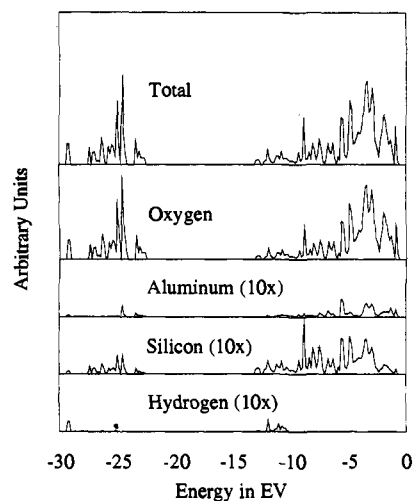 Total
Oxygen
Aluminum (10x)
Silicon (10x)
Hydrogen (10x)
Arbitrary Units
-30 -25 -20 -15 -10 -5 0
Energy in EV